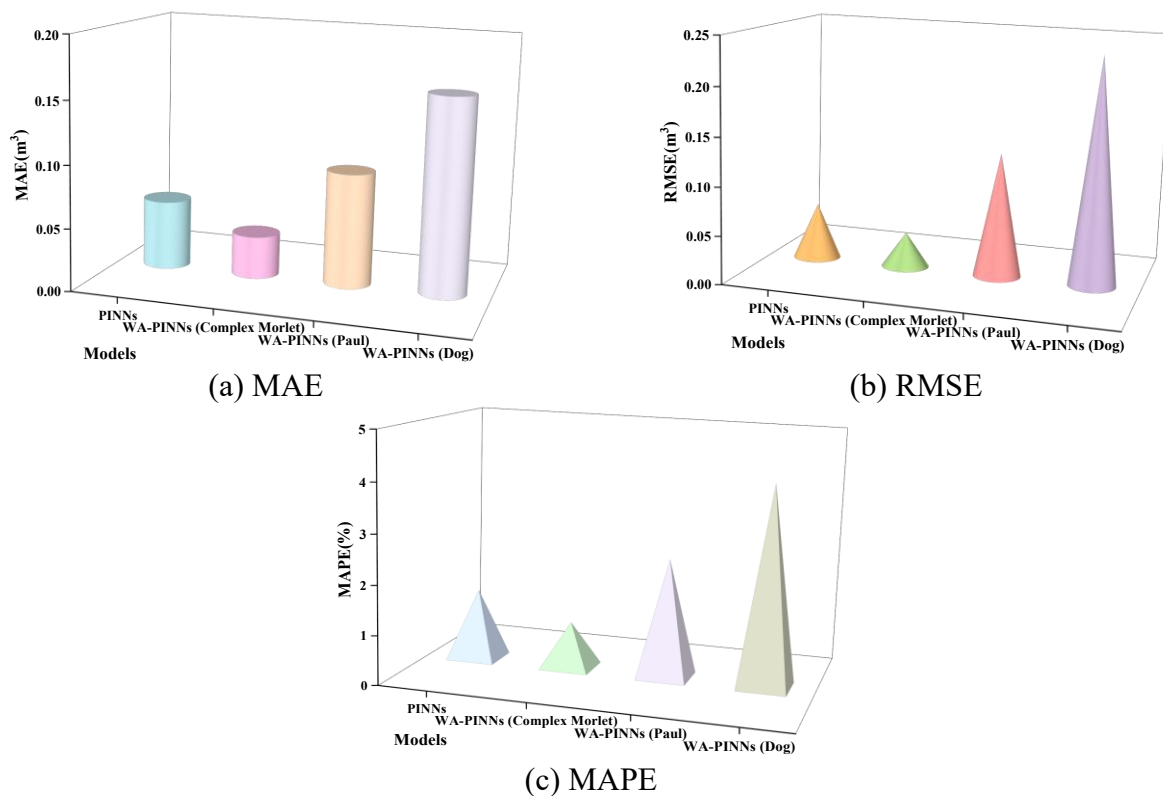 0.20
0.15
0.10
0.05
0.00
MAE(m³)
PINNs
WA-PINNs (Complex Morlet)
WA-PINNs (Paul)
WA-PINNs (Dog)
Models
(a) MAE
0.25
0.20
0.15
0.10
0.05
0.00
RMSE(m³)
PINNs
WA-PINNs (Complex Morlet)
WA-PINNs (Paul)
WA-PINNs (Dog)
Models
(b) RMSE
5
4
3
2
1
0
MAPE(%)
PINNs
WA-PINNs (Complex Morlet)
WA-PINNs (Paul)
WA-PINNs (Dog)
Models
(c) MAPE